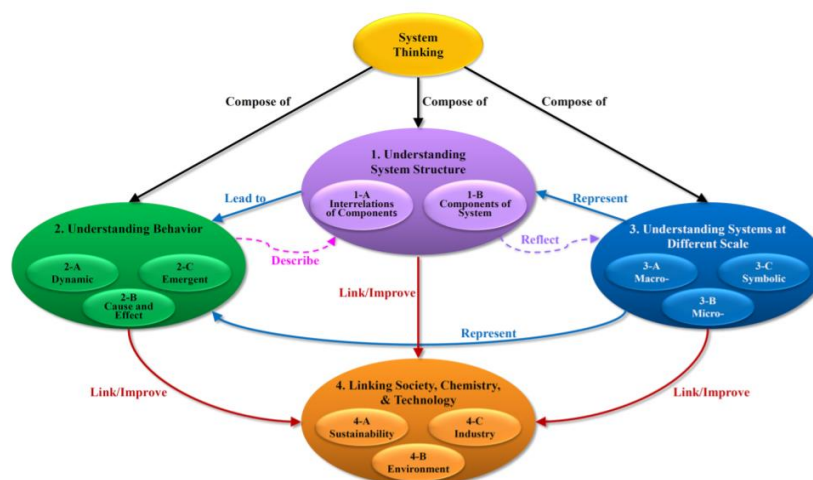 System
Thinking
Compose of
Compose of
Compose of
1. Understanding
System Structure
1-A
Interrelations
of Components
1-B
Components of
System
Lead to
Represent
2. Understanding Behavior
2-A
Dynamic
2-C
Emergent
2-B
Cause and
Effect
Describe
Reflect
3. Understanding Systems at
Different Scale
3-A
Macro-
3-C
Symbolic
3-B
Micro-
Link/Improve
Represent
4. Linking Society, Chemistry,
& Technology
4-A
Sustainability
4-C
Industry
4-B
Environment
Link/Improve
Link/Improve